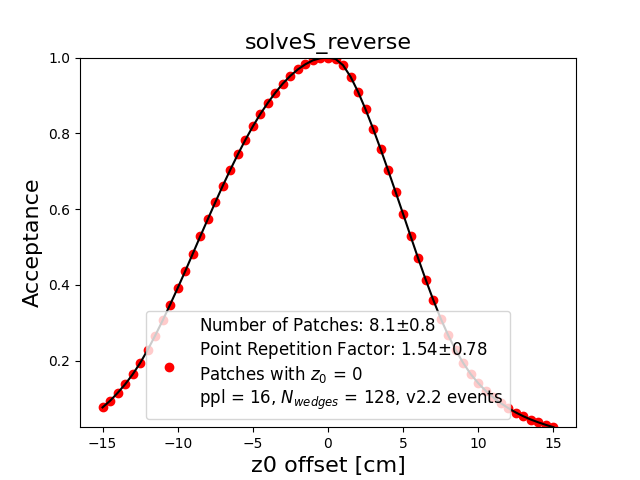 solveS_reverse
Acceptance
1.0
0.8
0.6
0.4
0.2
Number of Patches: 8.1±0.8
Point Repetition Factor: 1.54±0.78
Patches with z₀ = 0
ppl = 16, N_wedges = 128, v2.2 events
−15 −10 −5 0 5 10 15
z0 offset [cm]